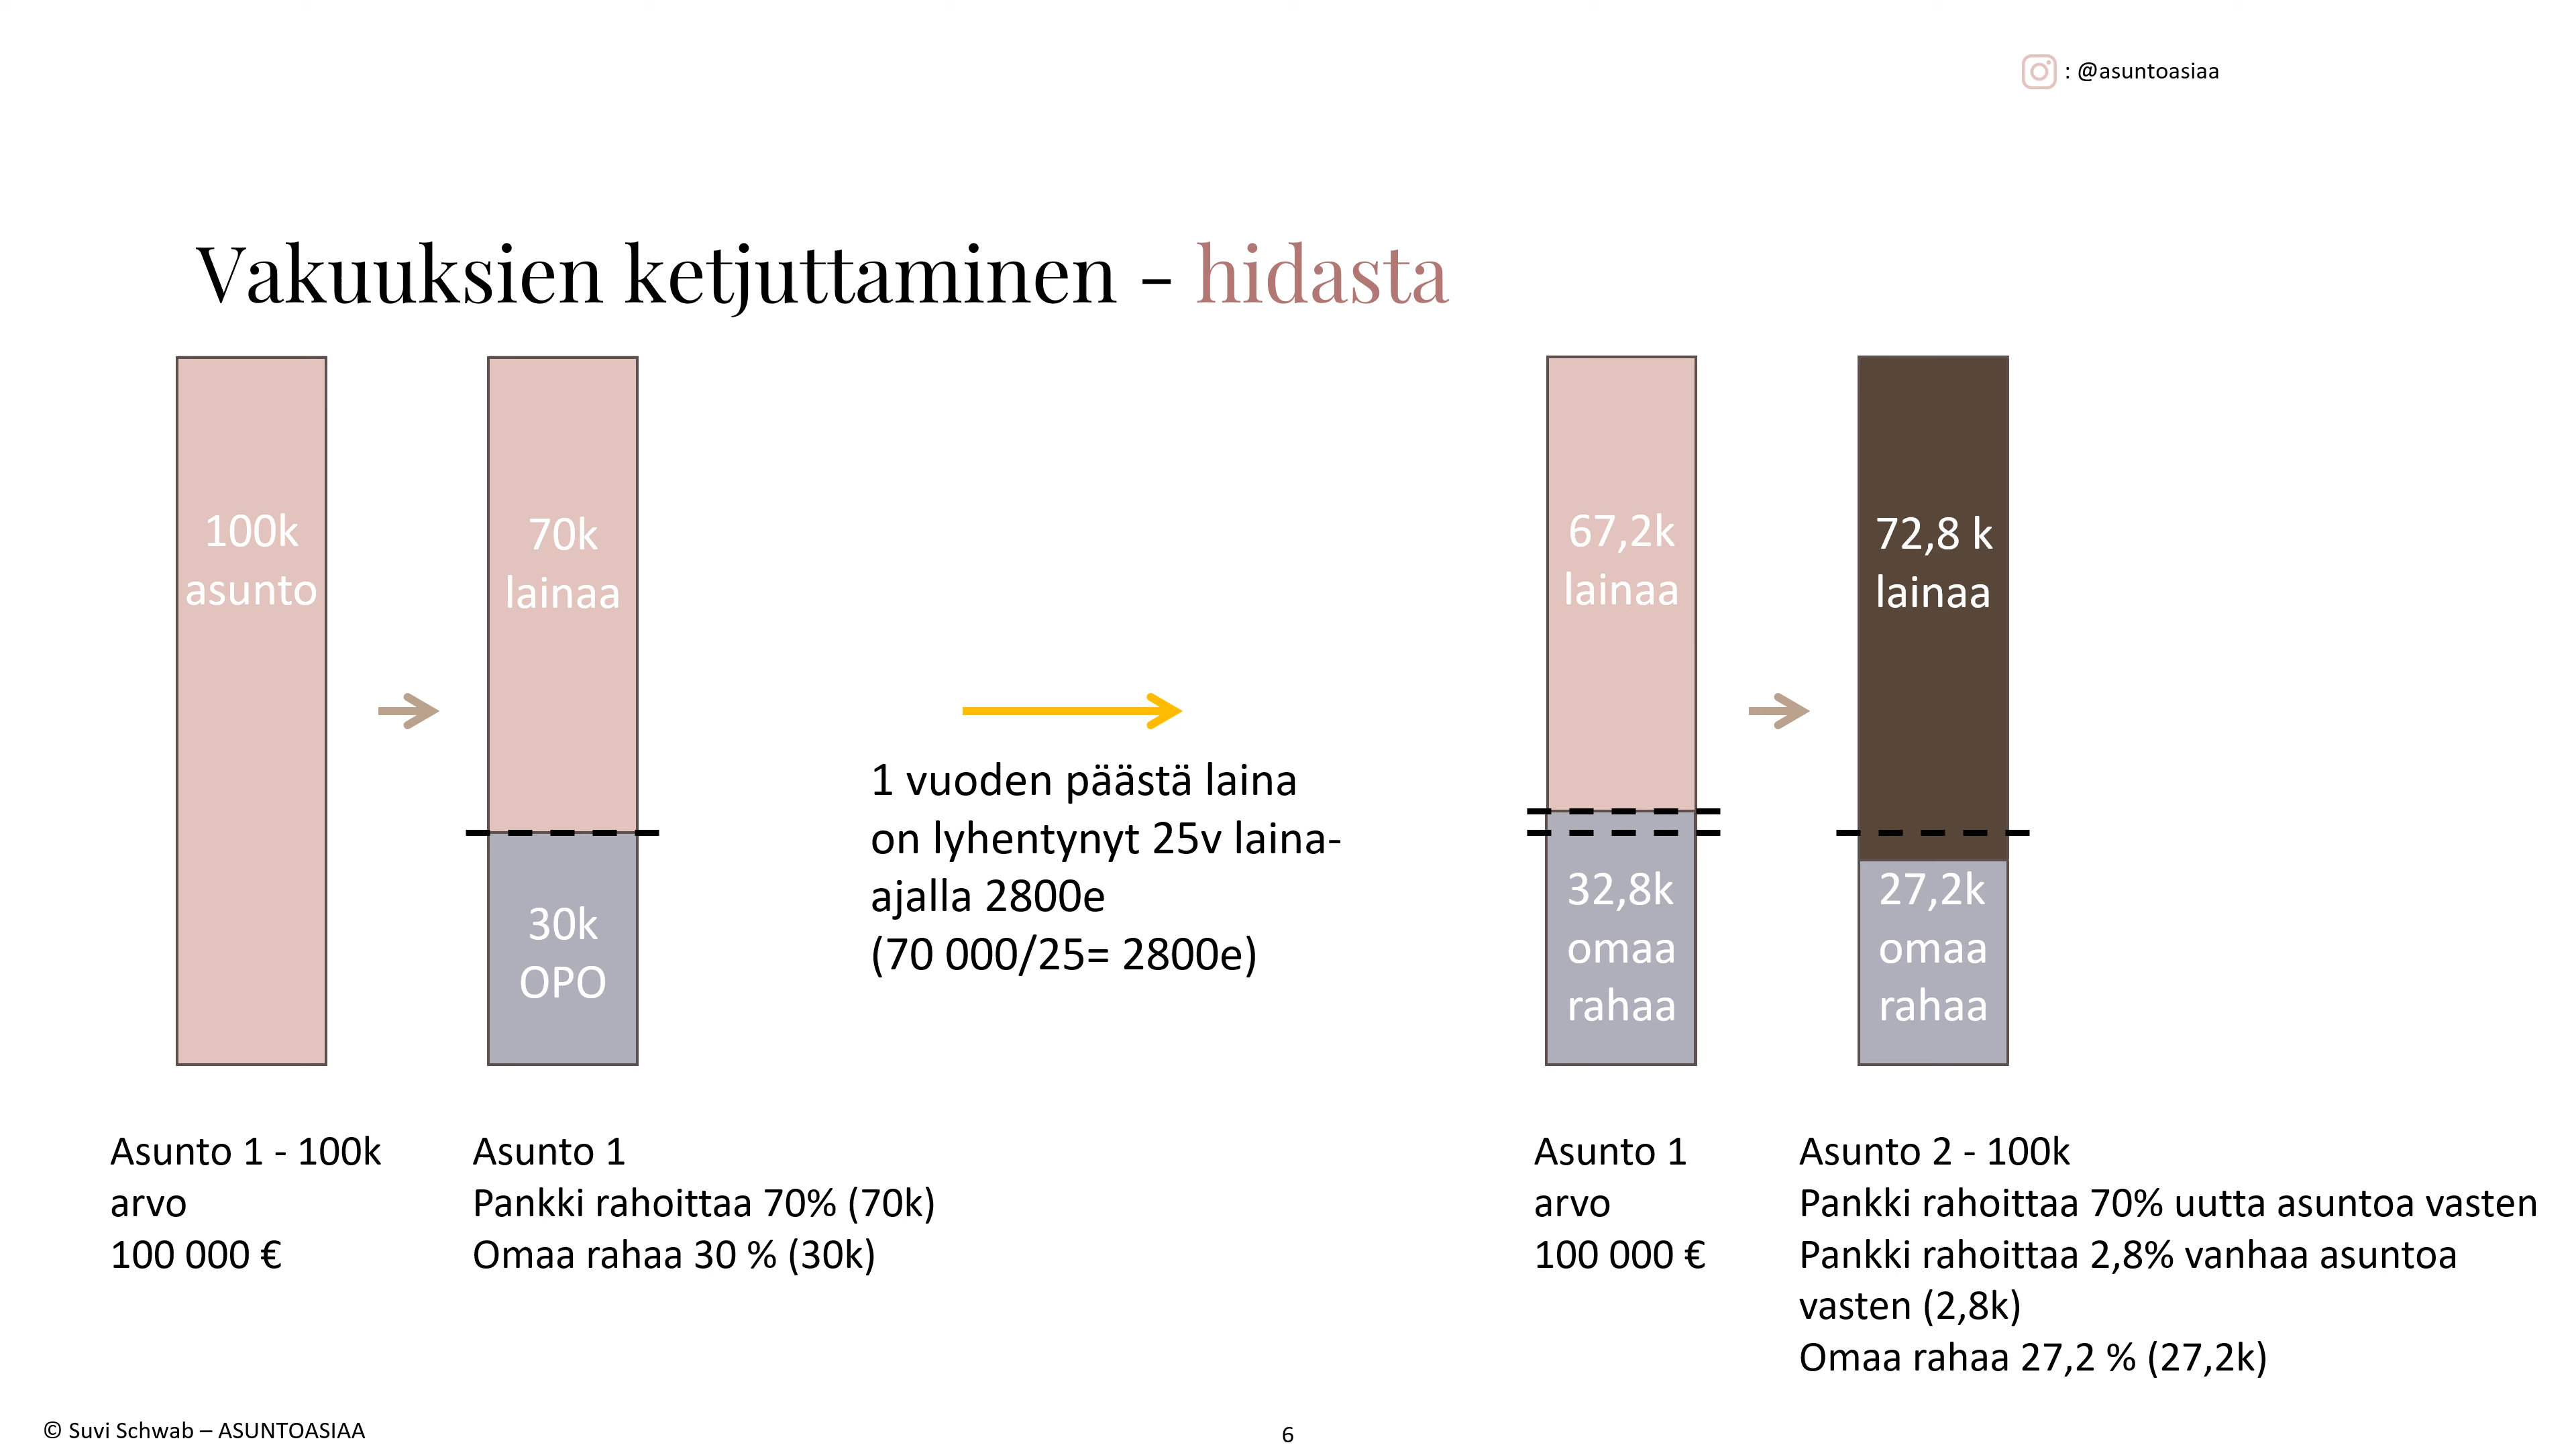 : @asuntoasiaa
Vakuuksien ketjuttaminen - hidasta
100k
asunto
70k
lainaa
30k
OPO
1 vuoden päästä laina
on lyhentynyt 25v laina-
ajalla 2800e
(70 000/25= 2800e)
67,2k
lainaa
32,8k
omaa
rahaa
72,8 k
lainaa
27,2k
omaa
rahaa
Asunto 1 - 100k
arvo
100 000 €
Asunto 1
Pankki rahoittaa 70% (70k)
Omaa rahaa 30 % (30k)
Asunto 1
arvo
100 000 €
Asunto 2 - 100k
Pankki rahoittaa 70% uutta asuntoa vasten
Pankki rahoittaa 2,8% vanhaa asuntoa
vasten (2,8k)
Omaa rahaa 27,2 % (27,2k)
© Suvi Schwab – ASUNTOASIAA
6